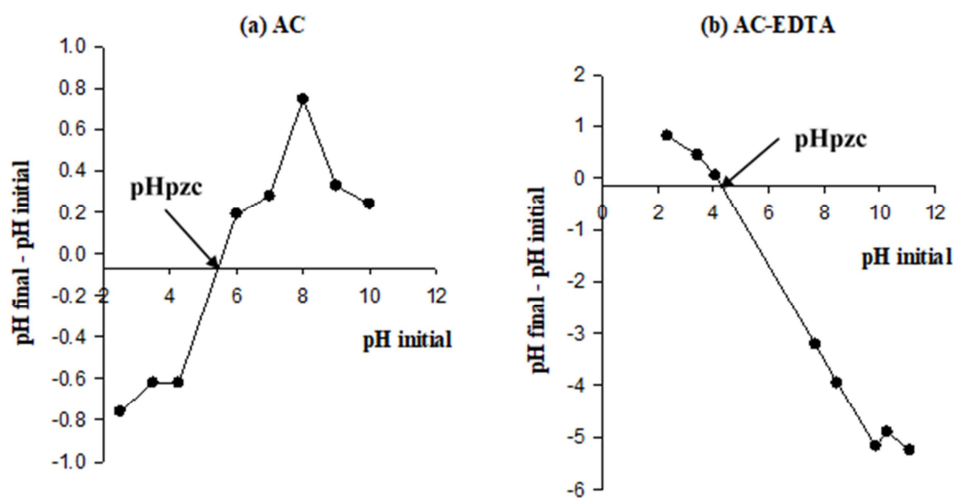 (a) AC
pH final - pH initial
1.0
0.8
0.6
0.4
0.2
0.0
-0.2
-0.4
-0.6
-0.8
-1.0
pHpzc
2 4 6 8 10 12
pH initial
(b) AC-EDTA
pH final - pH initial
2
1
0
-1
-2
-3
-4
-5
-6
pHpzc
0 2 4 6 8 10 12
pH initial